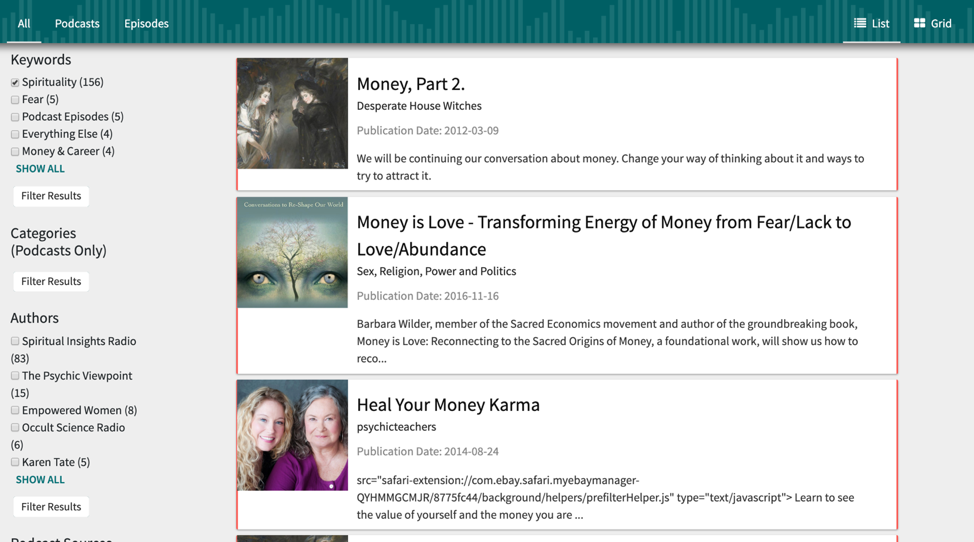 All
Podcasts
Episodes
List
Grid
Keywords
Spirituality (156)
Fear (5)
Podcast Episodes (5)
Everything Else (4)
Money & Career (4)
SHOW ALL
Filter Results
Categories
(Podcasts Only)
Filter Results
Authors
Spiritual Insights Radio
(83)
The Psychic Viewpoint
(15)
Empowered Women (8)
Occult Science Radio
(6)
Karen Tate (5)
SHOW ALL
Filter Results
Podcast Sources
Money, Part 2.
Desperate House Witches
Publication Date: 2012-03-09
We will be continuing our conversation about money. Change your way of thinking about it and ways to
try to attract it.
Conversations to Re-Shape Our World
Money is Love - Transforming Energy of Money from Fear/Lack to
Love/Abundance
Sex, Religion, Power and Politics
Publication Date: 2016-11-16
Barbara Wilder, member of the Sacred Economics movement and author of the groundbreaking book,
Money is Love: Reconnecting to the Sacred Origins of Money, a foundational work, will show us how to
reco...
Heal Your Money Karma
psychicteachers
Publication Date: 2014-08-24
src="safari-extension://com.ebay.safari.myebaymanager-
QYHMMGCMJR/8775fc44/background/helpers/prefilterHelper.js" type="text/javascript"> Learn to see
the value of yourself and the money you are ...